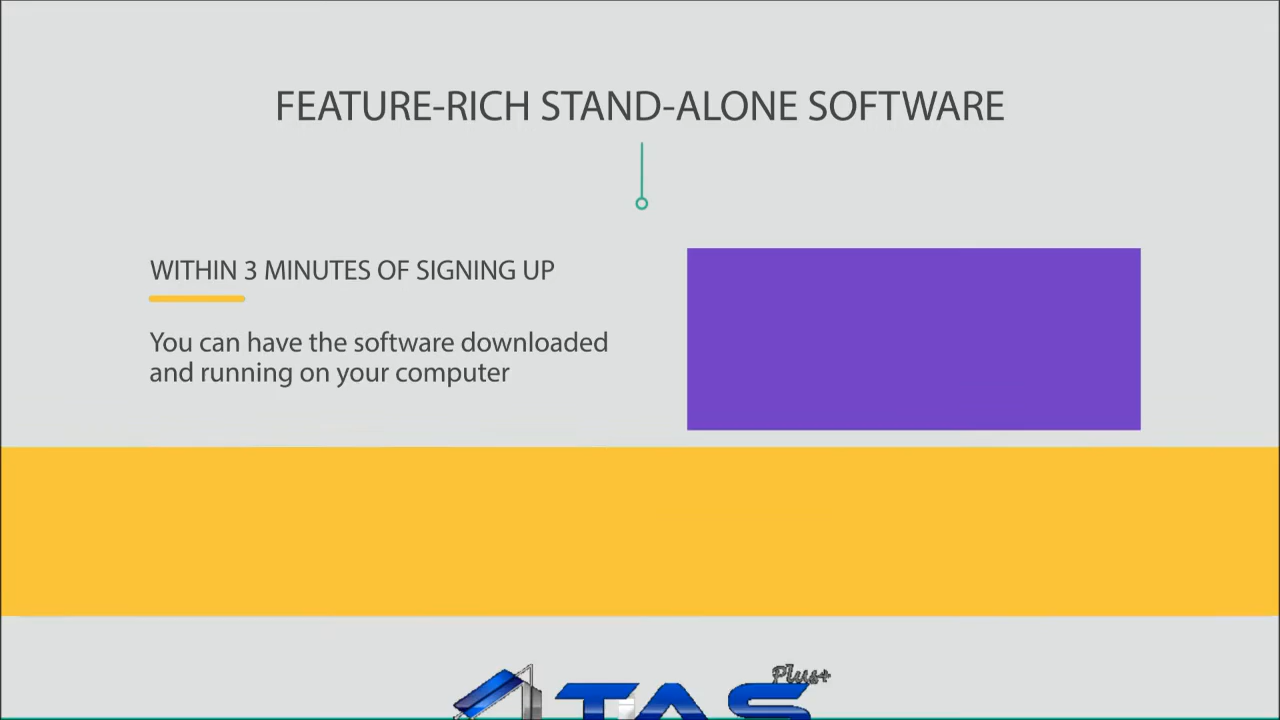 FEATURE-RICH STAND-ALONE SOFTWARE
WITHIN 3 MINUTES OF SIGNING UP
You can have the software downloaded
and running on your computer
Plus+
TAS